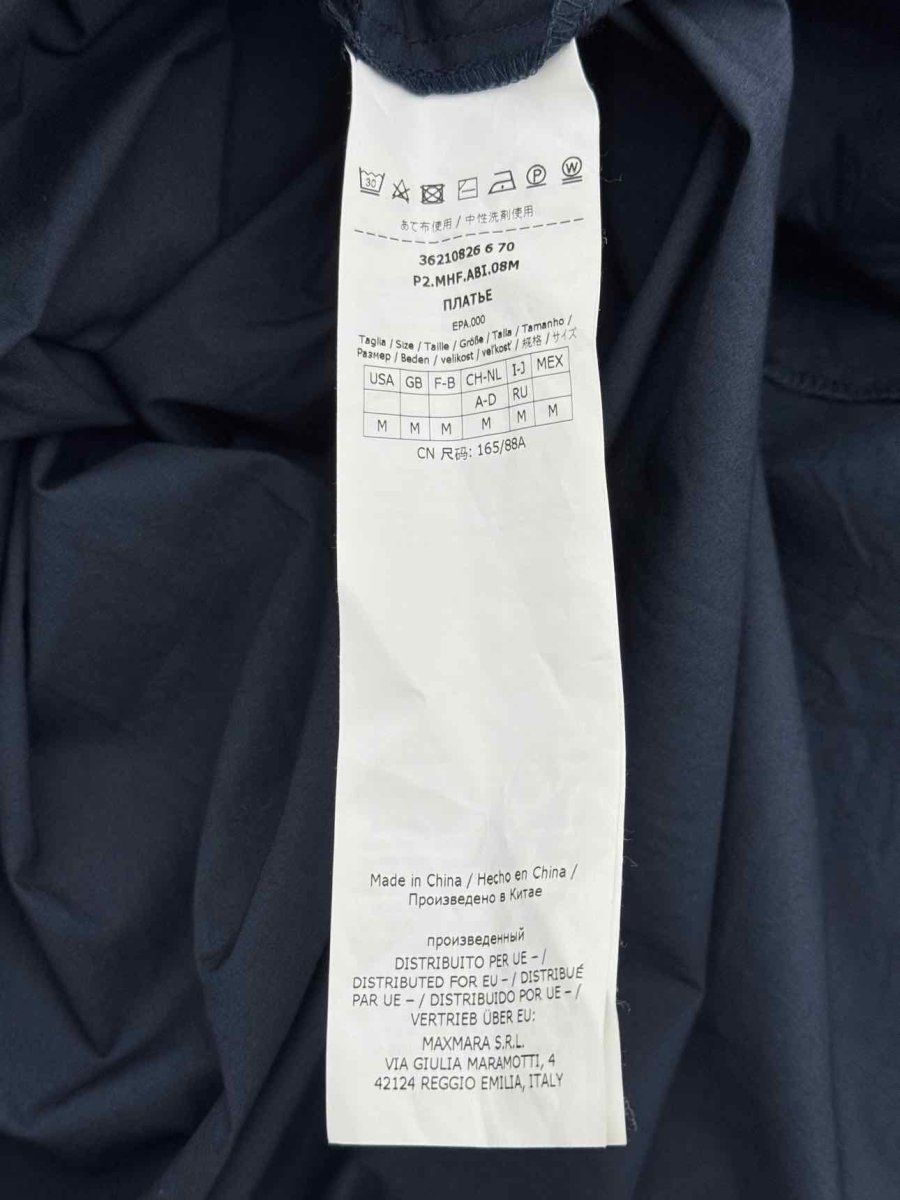 30 P W
あて布使用 / 中性洗剤使用
36210826 6 70
P2.MHF.ABI.08M
ПЛАТЬЕ
EPA.000
Taglia / Size / Taille / Größe / Talla / Tamanho /
Размер / Beden / velikost / veľkosť / 规格 / サイズ
USA GB F-B CH-NL I-J MEX
A-D RU
M M M M M M
CN 尺码: 165/88A
Made in China / Hecho en China /
Произведено в Китае
произведенный
DISTRIBUITO PER UE – /
DISTRIBUTED FOR EU – / DISTRIBUÉ
PAR UE – / DISTRIBUIDO POR UE – /
VERTRIEB ÜBER EU:
MAXMARA S.R.L.
VIA GIULIA MARAMOTTI, 4
42124 REGGIO EMILIA, ITALY